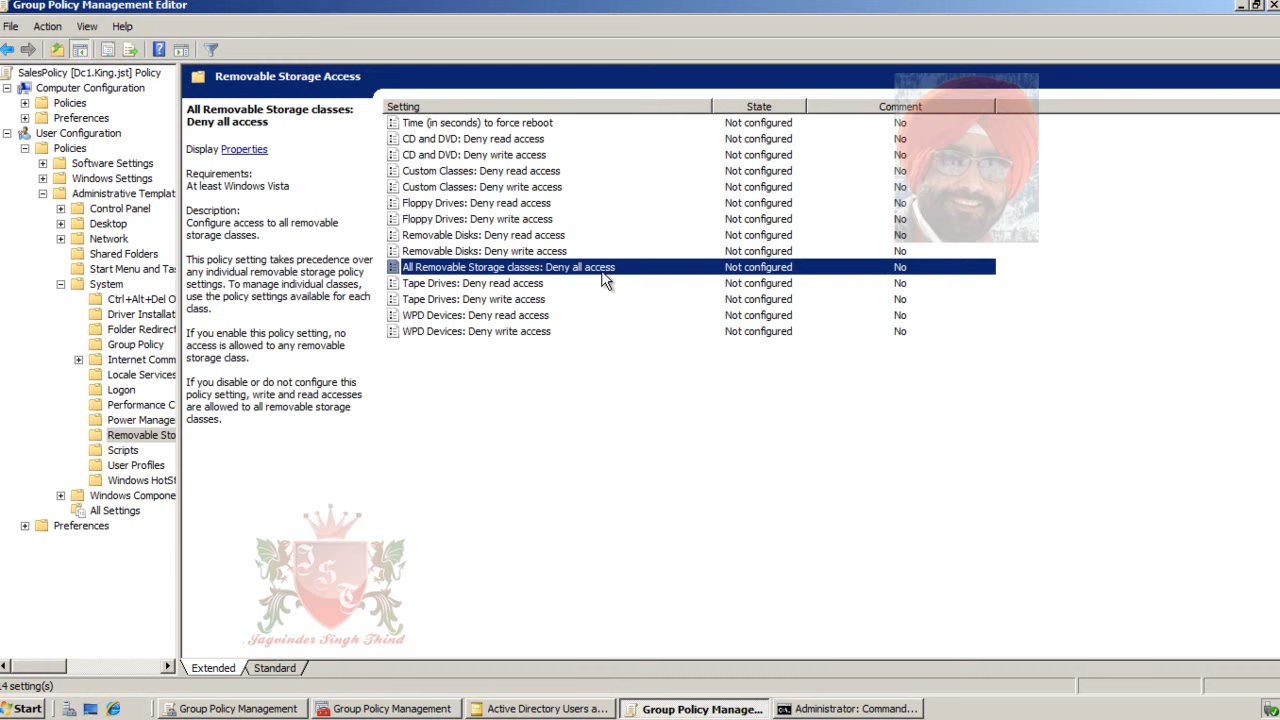 Group Policy Management Editor
File Action View Help
SalesPolicy [Dc1.King.jst] Policy
Computer Configuration
Policies
Preferences
User Configuration
Policies
Software Settings
Windows Settings
Administrative Templat
Control Panel
Desktop
Network
Shared Folders
Start Menu and Ta
System
Ctrl+Alt+Del O
Driver Installat
Folder Redirect
Group Policy
Internet Comm
Locale Services
Logon
Performance C
Power Manage
Removable Sto
Scripts
User Profiles
Windows HotSt
Windows Compone
All Settings
Preferences
Removable Storage Access
All Removable Storage classes:
Deny all access
Display Properties
Requirements:
At least Windows Vista
Description:
Configure access to all removable
storage classes.
This policy setting takes precedence over
any individual removable storage policy
settings. To manage individual classes,
use the policy settings available for each
class.
If you enable this policy setting, no
access is allowed to any removable
storage class.
If you disable or do not configure this
policy setting, write and read accesses
are allowed to all removable storage
classes.
Setting State Comment
Time (in seconds) to force reboot Not configured No
CD and DVD: Deny read access Not configured No
CD and DVD: Deny write access Not configured No
Custom Classes: Deny read access Not configured No
Custom Classes: Deny write access Not configured No
Floppy Drives: Deny read access Not configured No
Floppy Drives: Deny write access Not configured No
Removable Disks: Deny read access Not configured No
Removable Disks: Deny write access Not configured No
All Removable Storage classes: Deny all access Not configured No
Tape Drives: Deny read access Not configured No
Tape Drives: Deny write access Not configured No
WPD Devices: Deny read access Not configured No
WPD Devices: Deny write access Not configured No
JST
Jagvinder Singh Thind
Extended Standard
14 setting(s)
Start Group Policy Management Group Policy Management Active Directory Users a... Group Policy Manage... Administrator: Command...